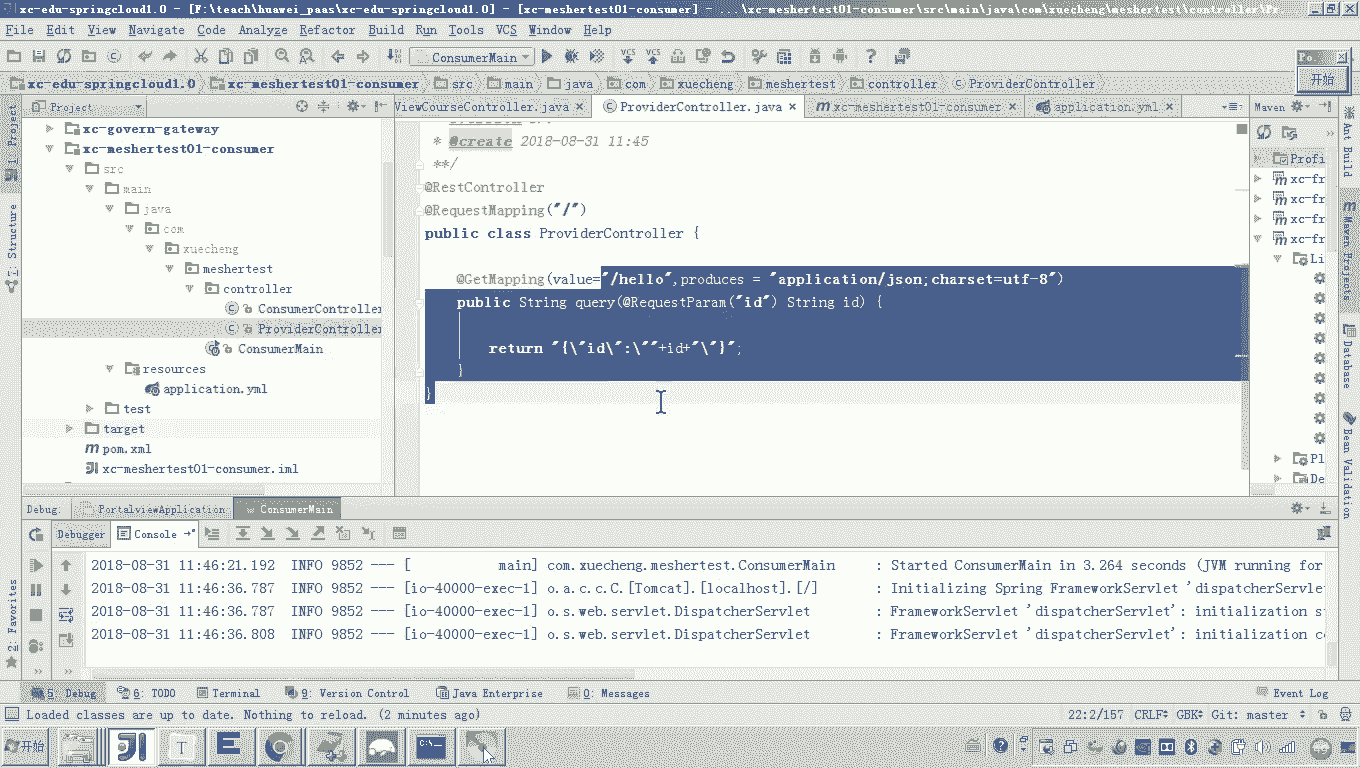 xc-edu-springcloud1.0 - [F:\teach\huawei_paas\xc-edu-springcloud1.0] - [xc-meshertest01-consumer] - ...\xc-meshertest01-consumer\src\main\java\com\xuecheng\meshertest\controller\Pr
File Edit View Navigate Code Analyze Refactor Build Run Tools VCS Window Help
ConsumerMain
Po.
开始
xc-edu-springcloud1.0 xc-meshertest01-consumer src main java com xuecheng meshertest controller ProviderController
Project
ViewCourseController.java ProviderController.java xc-meshertest01-consumer application.yml
Maven
1: Project
7: Structure
2: Favorites
xc-govern-gateway
xc-meshertest01-consumer
src
main
java
com
xuecheng
meshertest
controller
ConsumerController
ProviderController
ConsumerMain
resources
application.yml
test
target
pom.xml
xc-meshertest01-consumer.iml
* @create 2018-08-31 11:45
**/
@RestController
@RequestMapping("/")
public class ProviderController {
@GetMapping(value="/hello",produces = "application/json;charset=utf-8")
public String query(@RequestParam("id") String id) {
return "{\"id\":\""+id+"\"}";
}
}
Profi
xc-fr
xc-fr
xc-fr
xc-fr
Li
Pl
De
Ant Build
Maven Projects
Database
Bean Validation
Debug: PortalviewApplication ConsumerMain
Debugger Console
2018-08-31 11:46:21.192 INFO 9852 --- [ main] com.xuecheng.meshertest.ConsumerMain : Started ConsumerMain in 3.264 seconds (JVM running for
2018-08-31 11:46:36.787 INFO 9852 --- [io-40000-exec-1] o.a.c.c.C.[Tomcat].[localhost].[/] : Initializing Spring FrameworkServlet 'dispatcherServlet
2018-08-31 11:46:36.787 INFO 9852 --- [io-40000-exec-1] o.s.web.servlet.DispatcherServlet : FrameworkServlet 'dispatcherServlet': initialization s
2018-08-31 11:46:36.808 INFO 9852 --- [io-40000-exec-1] o.s.web.servlet.DispatcherServlet : FrameworkServlet 'dispatcherServlet': initialization c
5: Debug 6: TODO Terminal 9: Version Control Java Enterprise 0: Messages Event Log
Loaded classes are up to date. Nothing to reload. (2 minutes ago) 22:2/157 CRLF GBK Git: master
开始